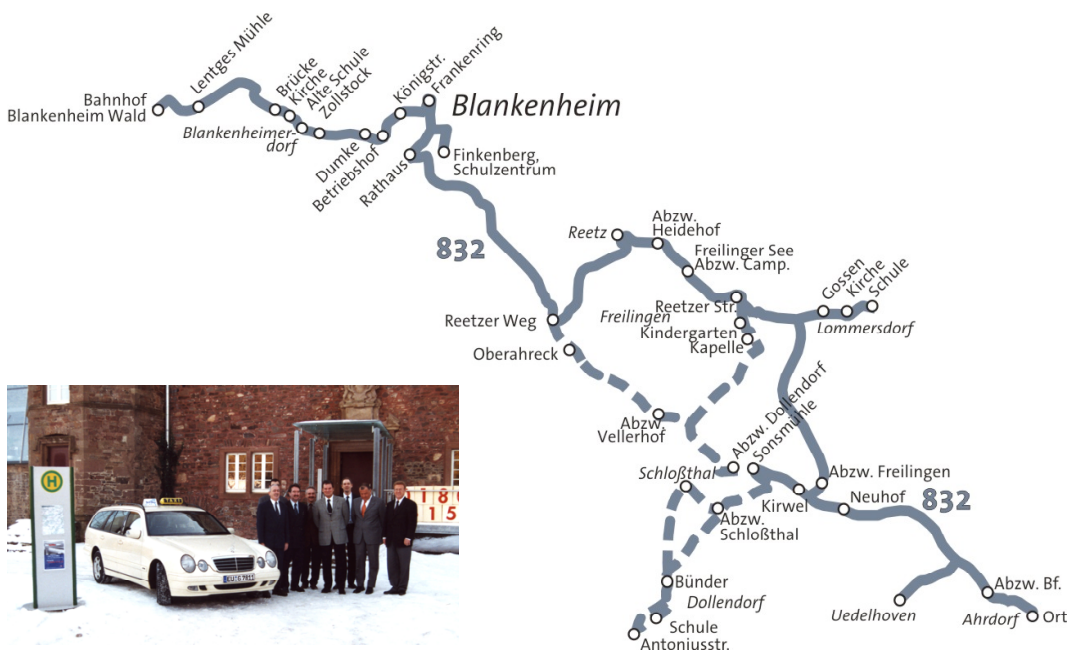 Bahnhof
Blankenheim Wald
Lentges Mühle
Brücke
Kirche
Alte Schule
Zollstock
Blankenheimer-
dorf
Dumke
Betriebshof
Königstr.
Frankenring
Blankenheim
Rathaus
Finkenberg,
Schulzentrum
832
Reetz
Abzw.
Heidehof
Freilinger See
Abzw. Camp.
Reetzer Str.
Freilingen
Kindergarten
Kapelle
Gossen
Kirche
Schule
Lommersdorf
Reetzer Weg
Oberahreck
Abzw.
Vellerhof
Abzw. Dollendorf
Sonsmühle
Schloßthal
Abzw.
Schloßthal
Kirwel
Abzw. Freilingen
Neuhof
832
Bünder
Dollendorf
Schule
Antoniusstr.
Uedelhoven
Abzw. Bf.
Ahrdorf
Ort
H
TAXI
180
15